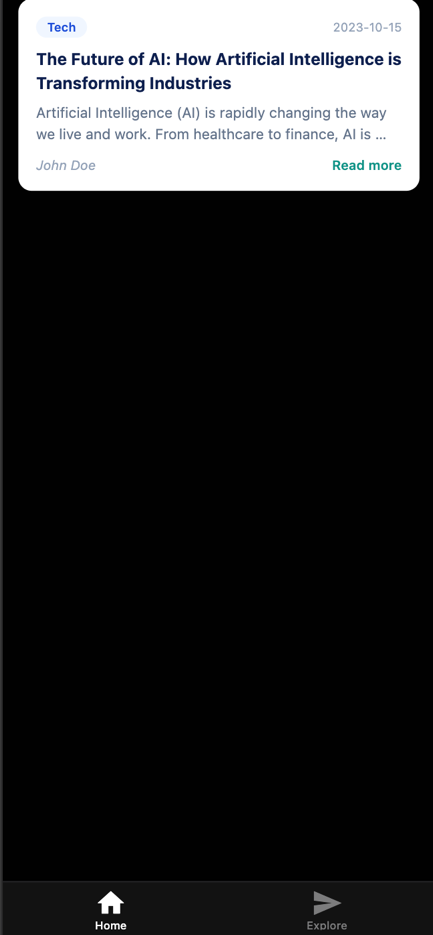 Tech
2023-10-15
The Future of AI: How Artificial Intelligence is
Transforming Industries
Artificial Intelligence (AI) is rapidly changing the way
we live and work. From healthcare to finance, AI is ...
John Doe
Read more
Home
Explore